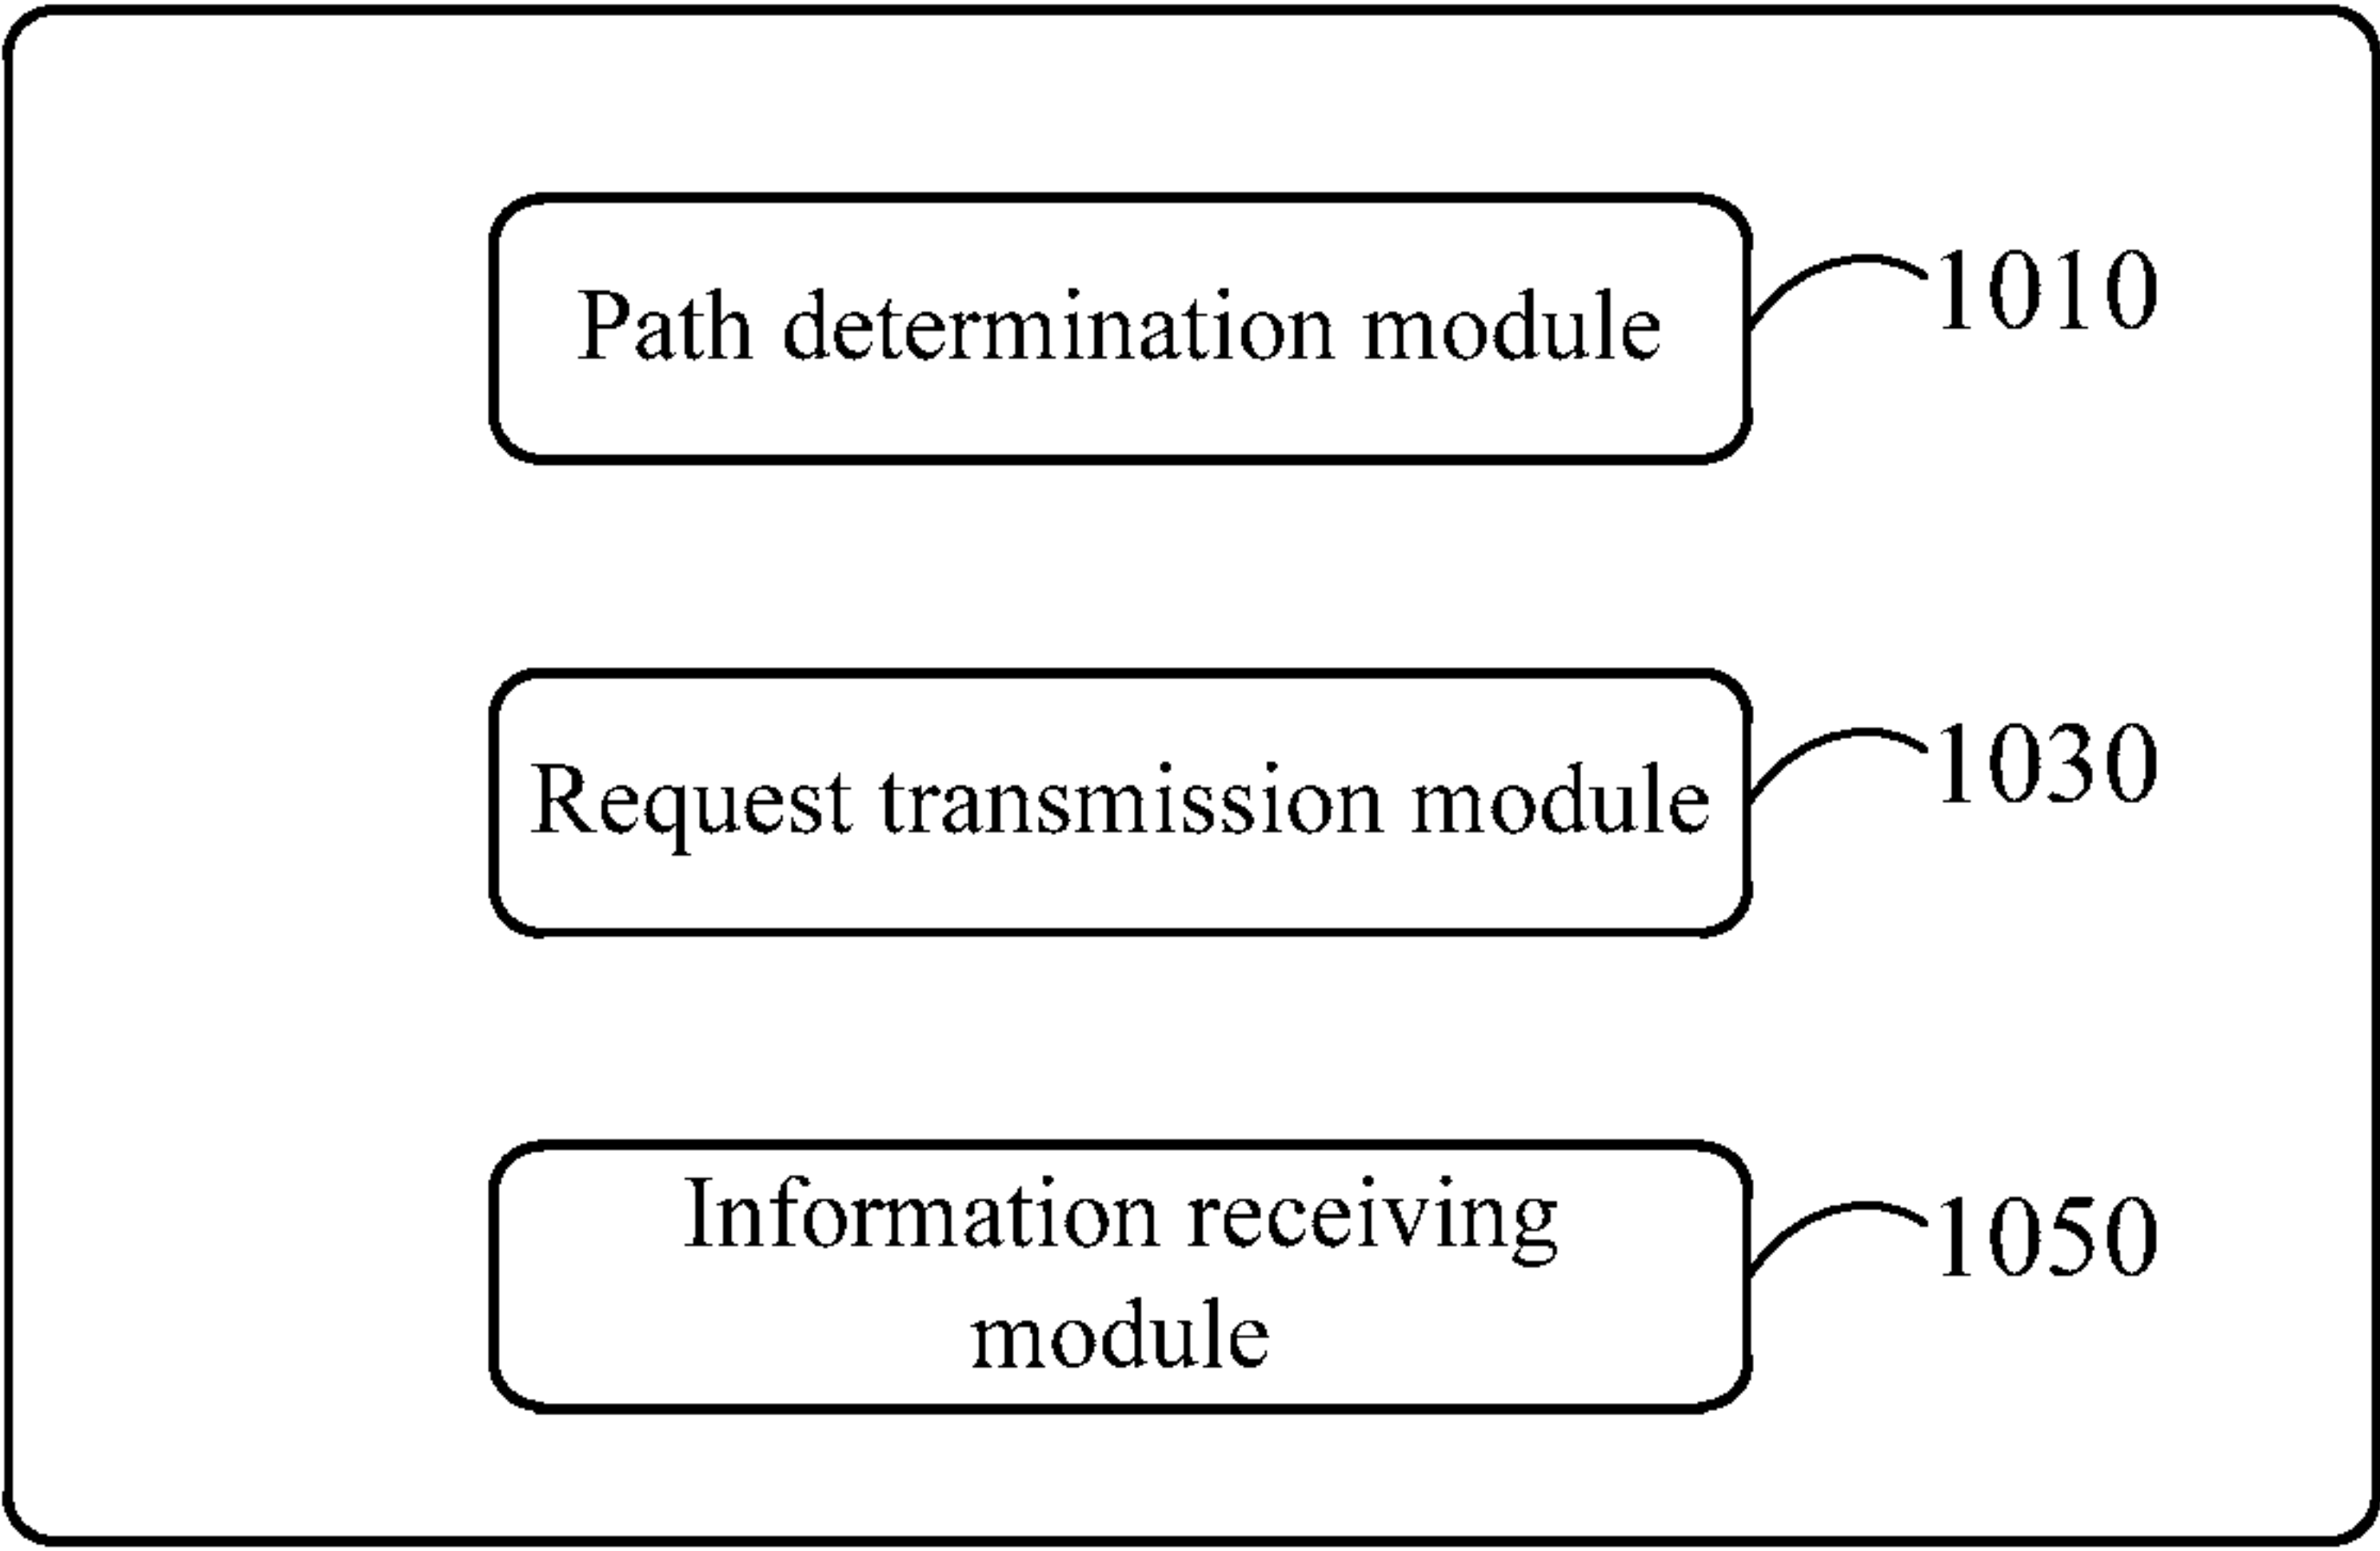 Path determination module
1010
Request transmission module
1030
Information receiving
module
1050